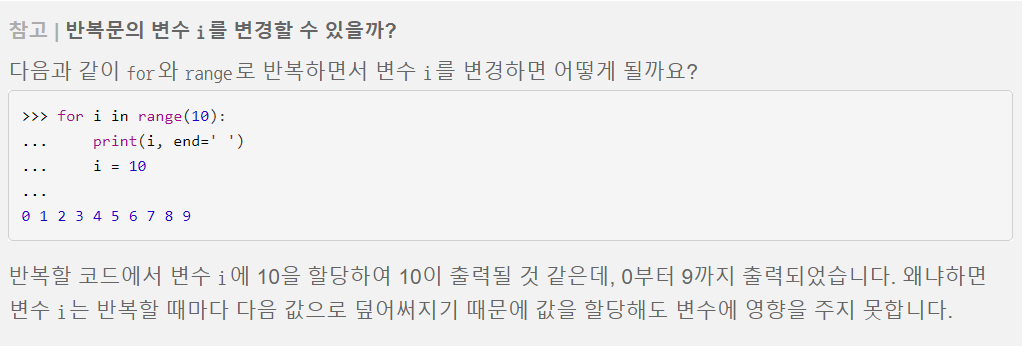 참고 | 반복문의 변수 i를 변경할 수 있을까?
다음과 같이 for와 range로 반복하면서 변수 i를 변경하면 어떻게 될까요?
>>> for i in range(10):
...     print(i, end=' ')
...     i = 10
...
0 1 2 3 4 5 6 7 8 9
반복할 코드에서 변수 i에 10을 할당하여 10이 출력될 것 같은데, 0부터 9까지 출력되었습니다. 왜냐하면
변수 i는 반복할 때마다 다음 값으로 덮어써지기 때문에 값을 할당해도 변수에 영향을 주지 못합니다.